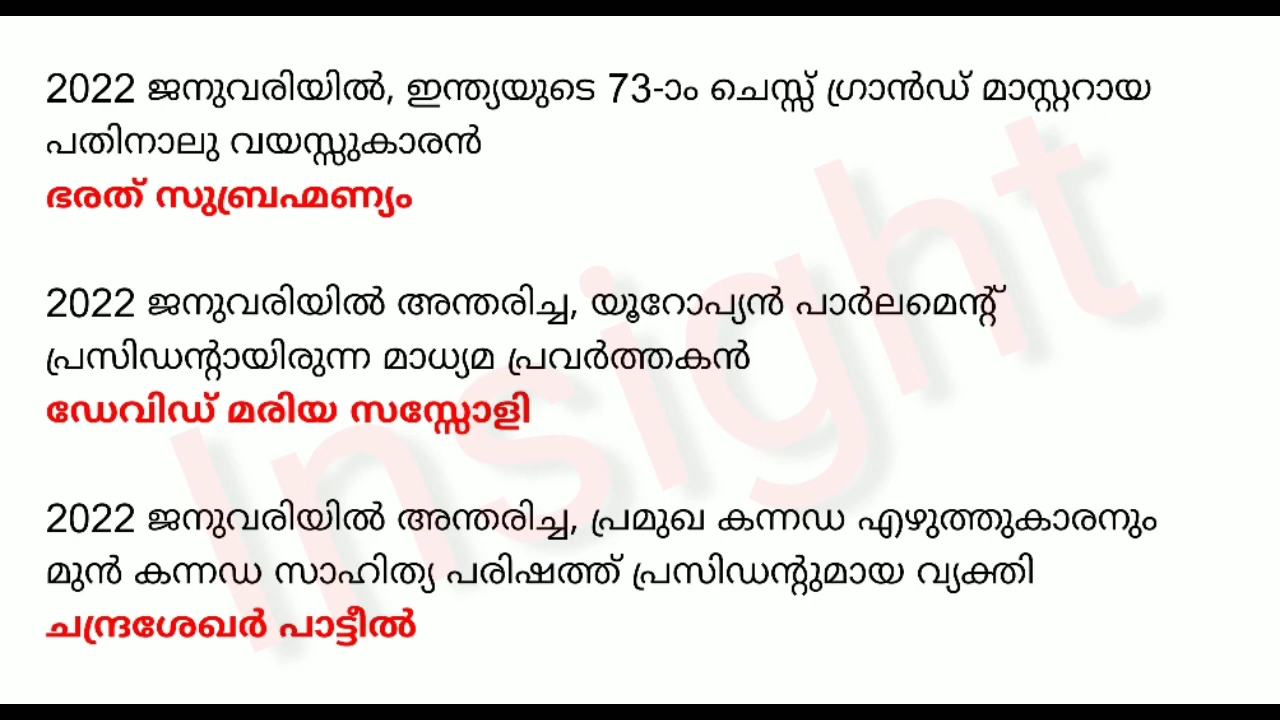 2022 ജനുവരിയിൽ, ഇന്ത്യയുടെ 73-ാം ചെസ്സ് ഗ്രാൻഡ് മാസ്റ്ററായ
പതിനാലു വയസ്സുകാരൻ
ഭരത് സുബ്രഹ്മണ്യം
2022 ജനുവരിയിൽ അന്തരിച്ച, യൂറോപ്യൻ പാർലമെന്റ്
പ്രസിഡന്റായിരുന്ന മാധ്യമ പ്രവർത്തകൻ
ഡേവിഡ് മരിയ സസ്സോളി
2022 ജനുവരിയിൽ അന്തരിച്ച, പ്രമുഖ കന്നഡ എഴുത്തുകാരനും
മുൻ കന്നഡ സാഹിത്യ പരിഷത്ത് പ്രസിഡന്റുമായ വ്യക്തി
ചന്ദ്രശേഖർ പാട്ടീൽ
Insight